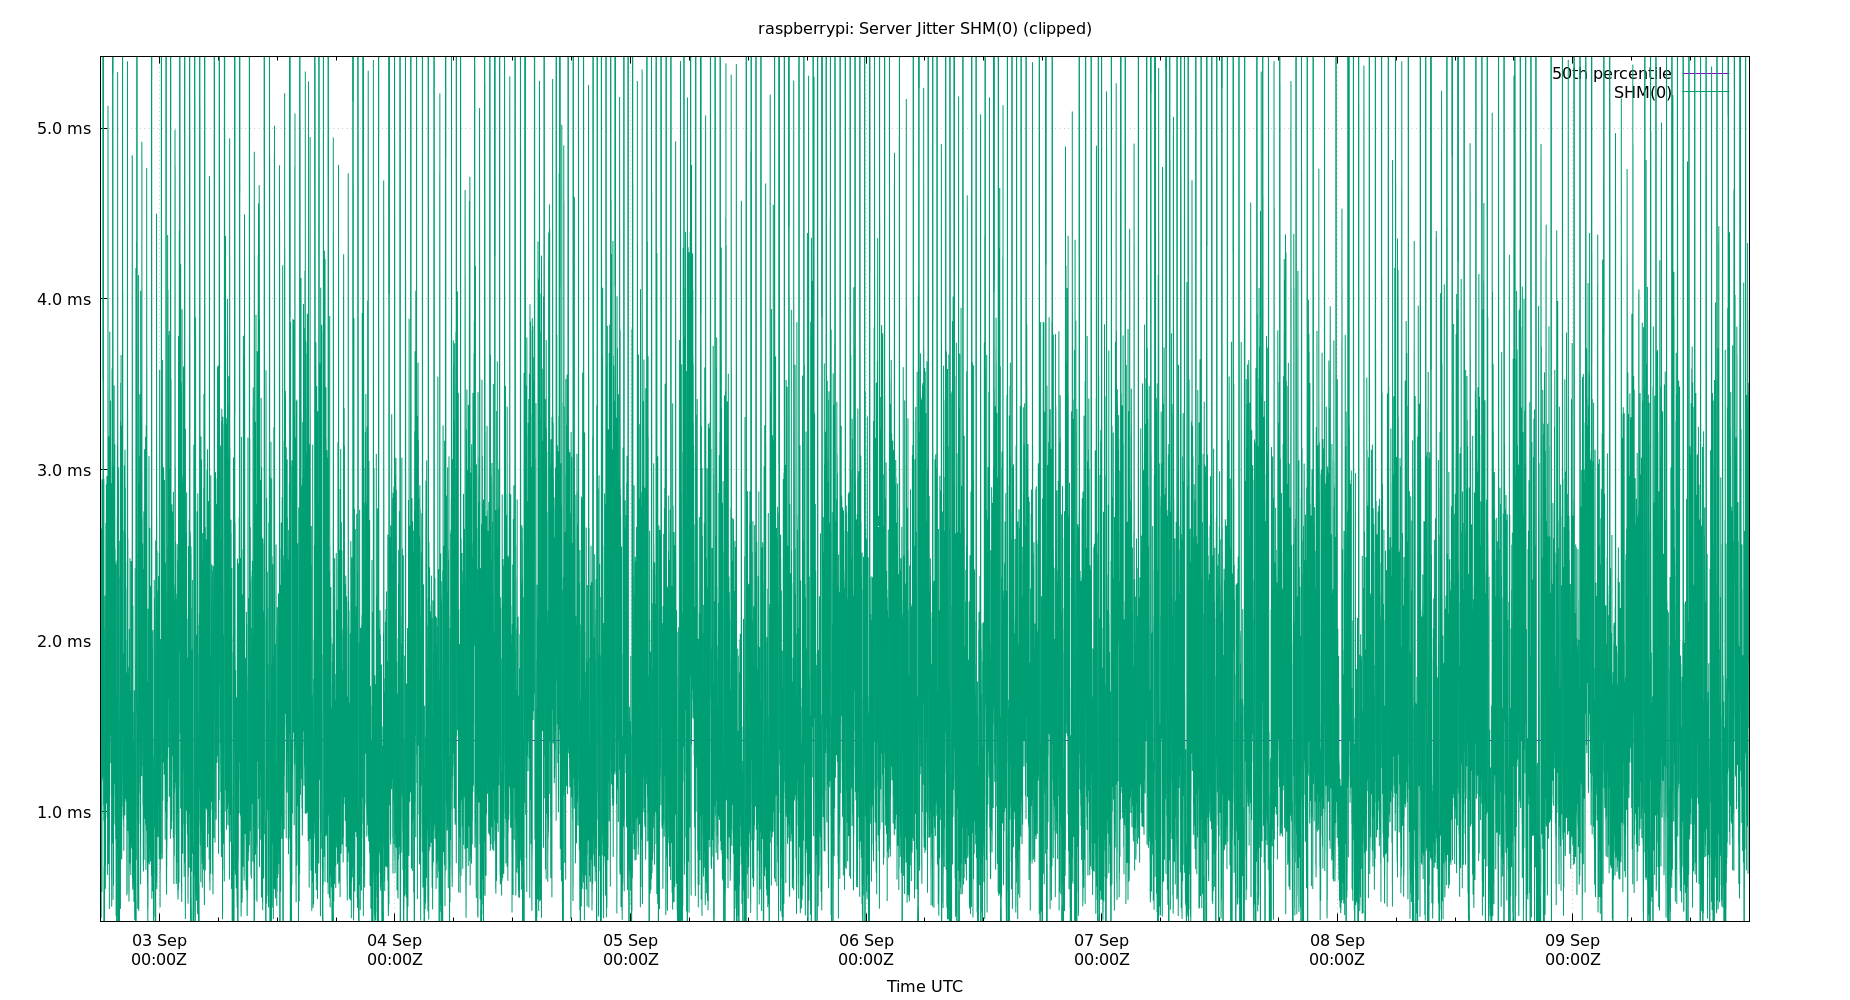 raspberrypi: Server Jitter SHM(0) (clipped)
50th percentile
SHM(0)
5.0 ms
4.0 ms
3.0 ms
2.0 ms
1.0 ms
03 Sep 04 Sep 05 Sep 06 Sep 07 Sep 08 Sep 09 Sep
00:00Z 00:00Z 00:00Z 00:00Z 00:00Z 00:00Z 00:00Z
Time UTC